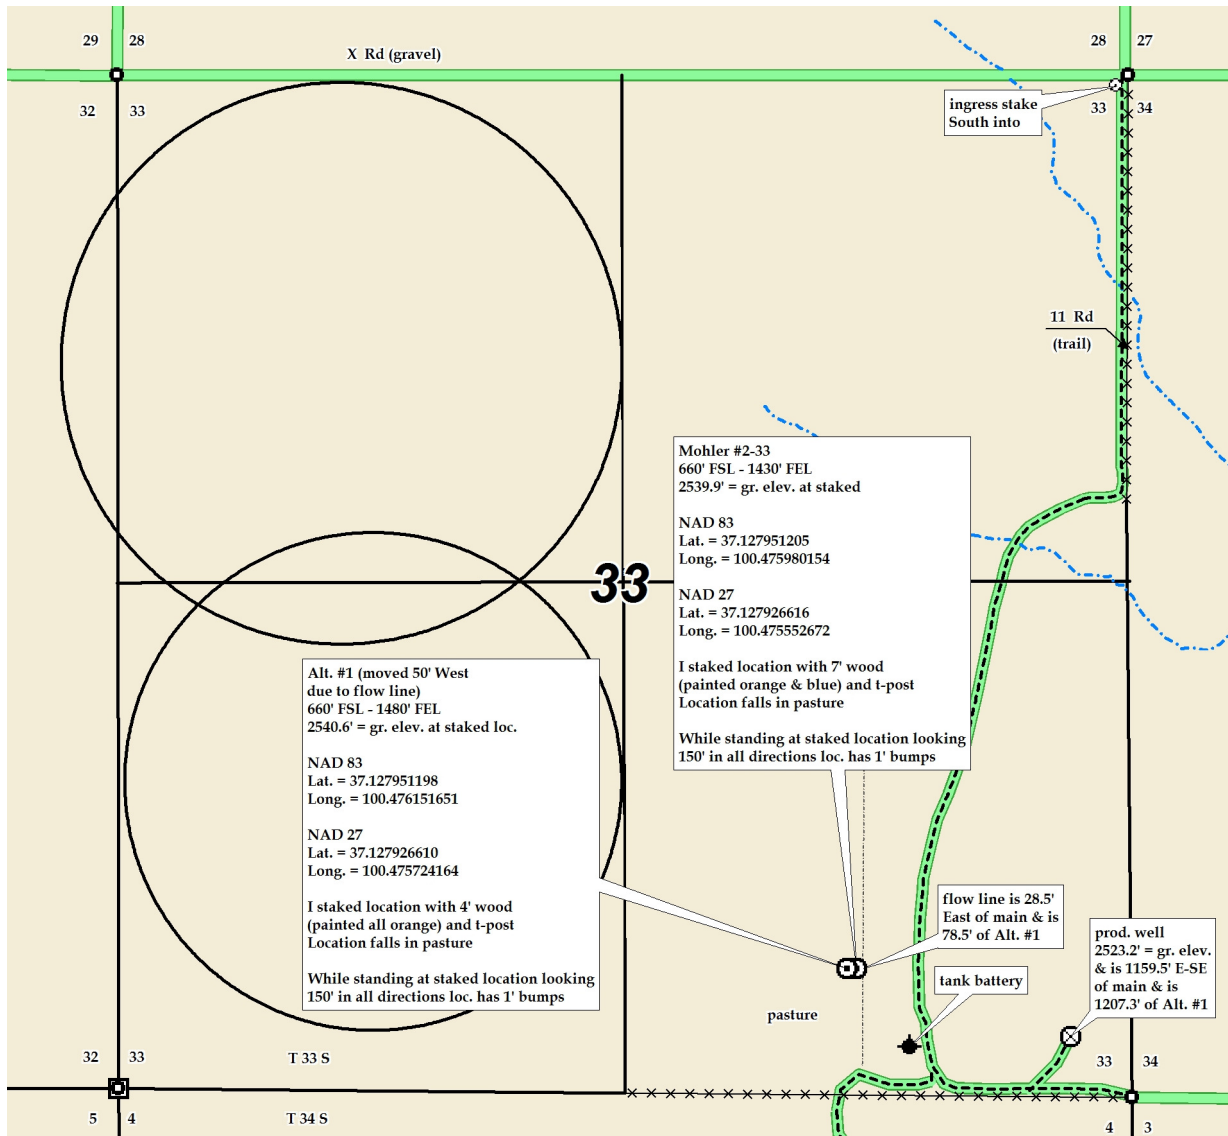 29 28
X Rd (gravel)
28 27
32 33
ingress stake
South into
33 34
11 Rd
(trail)
Mohler #2-33
660' FSL - 1430' FEL
2539.9' = gr. elev. at staked
NAD 83
Lat. = 37.127951205
Long. = 100.475980154
NAD 27
Lat. = 37.127926616
Long. = 100.475552672
I staked location with 7' wood
(painted orange & blue) and t-post
Location falls in pasture
While standing at staked location looking
150' in all directions loc. has 1' bumps
33
Alt. #1 (moved 50' West
due to flow line)
660' FSL - 1480' FEL
2540.6' = gr. elev. at staked loc.
NAD 83
Lat. = 37.127951198
Long. = 100.476151651
NAD 27
Lat. = 37.127926610
Long. = 100.475724164
I staked location with 4' wood
(painted all orange) and t-post
Location falls in pasture
While standing at staked location looking
150' in all directions loc. has 1' bumps
flow line is 28.5'
East of main & is
78.5' of Alt. #1
prod. well
2523.2' = gr. elev.
& is 1159.5' E-SE
of main & is
1207.3' of Alt. #1
tank battery
pasture
32 33
T 33 S
33 34
5 4
T 34 S
4 3